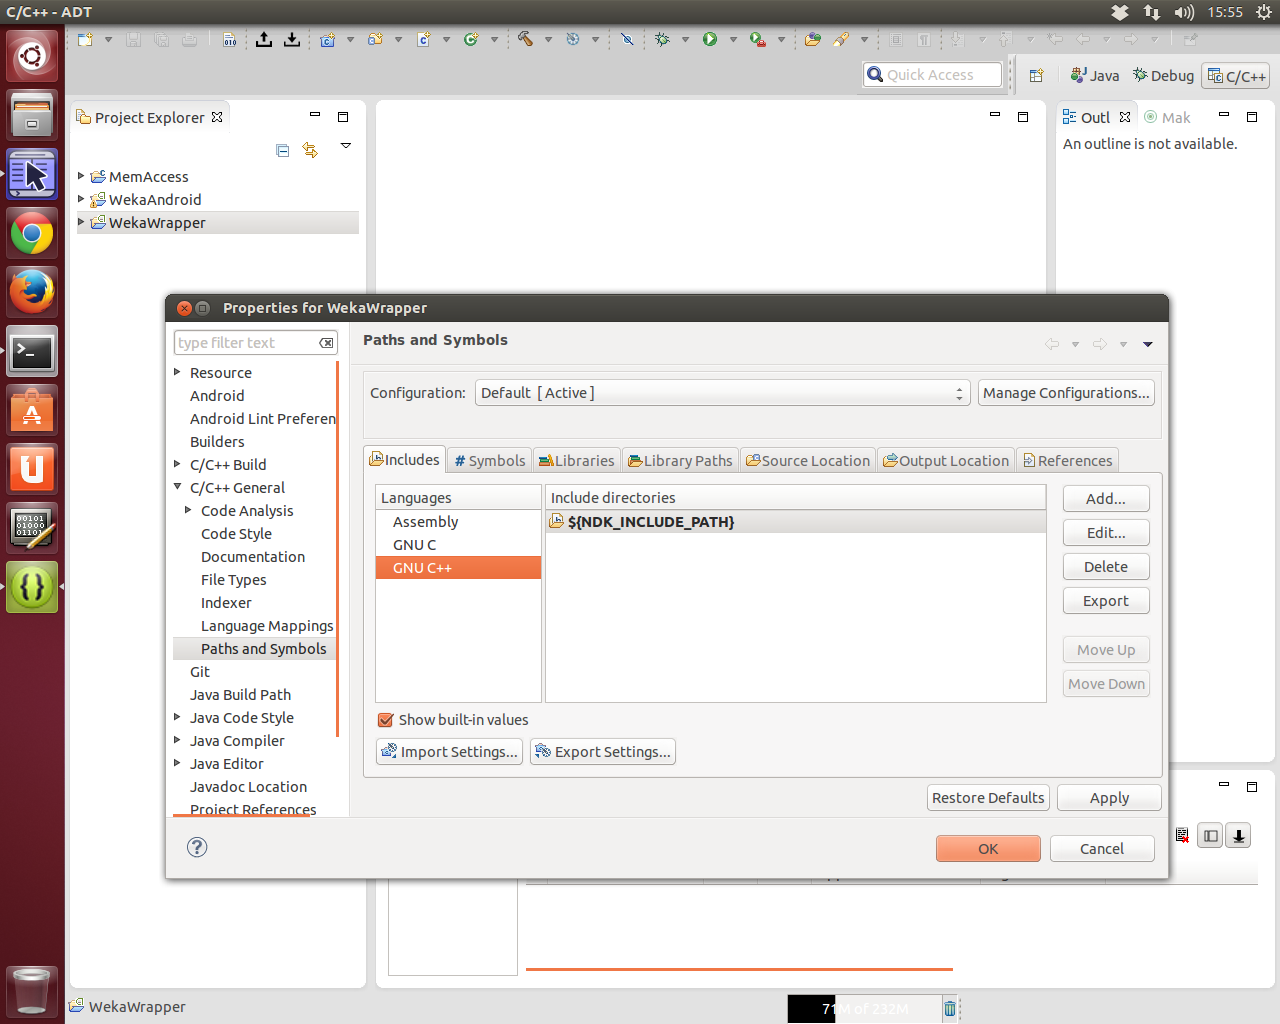 C/C++ - ADT
15:55
Quick Access
Java
Debug
C/C++
Project Explorer
Outl
Mak
An outline is not available.
MemAccess
WekaAndroid
WekaWrapper
Properties for WekaWrapper
type filter text
Paths and Symbols
Resource
Android
Android Lint Preferen
Builders
C/C++ Build
C/C++ General
Code Analysis
Code Style
Documentation
File Types
Indexer
Language Mappings
Paths and Symbols
Git
Java Build Path
Java Code Style
Java Compiler
Java Editor
Javadoc Location
Project References
Configuration:
Default [ Active ]
Manage Configurations...
Includes
# Symbols
Libraries
Library Paths
Source Location
Output Location
References
Languages
Include directories
Assembly
GNU C
GNU C++
${NDK_INCLUDE_PATH}
Add...
Edit...
Delete
Export
Move Up
Move Down
Show built-in values
Import Settings...
Export Settings...
Restore Defaults
Apply
OK
Cancel
WekaWrapper
71M of 232M